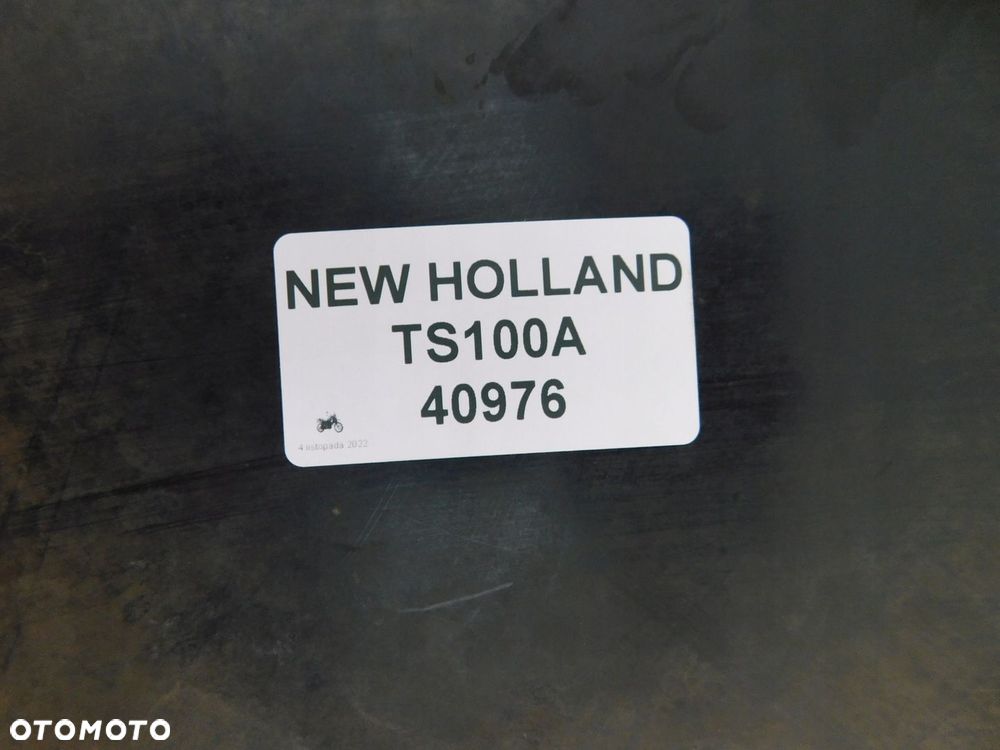 NEW HOLLAND
TS100A
40976
4 listopada 2022
OTOMOTO